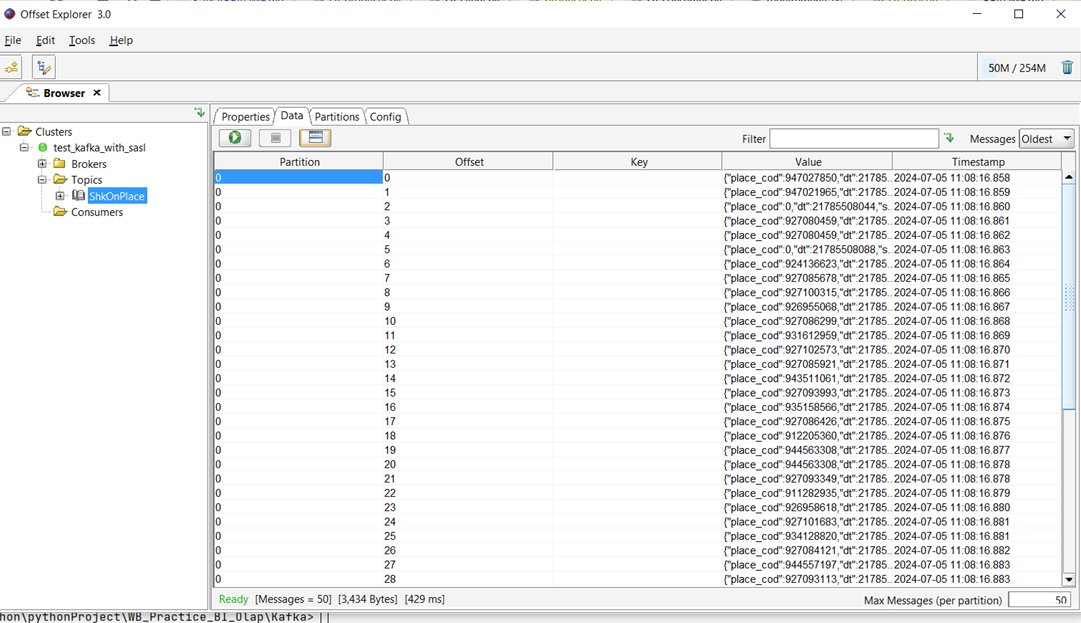 Offset Explorer 3.0
File Edit Tools Help
50M / 254M
Browser
Clusters
test_kafka_with_sasl
Brokers
Topics
ShkOnPlace
Consumers
Properties Data Partitions Config
Filter Messages Oldest
Partition Offset Key Value Timestamp
0 0 {"place_cod":947027850,"dt":21785... 2024-07-05 11:08:16.858
0 1 {"place_cod":947021965,"dt":21785... 2024-07-05 11:08:16.859
0 2 {"place_cod":0,"dt":21785508044,"s... 2024-07-05 11:08:16.860
0 3 {"place_cod":927080459,"dt":21785... 2024-07-05 11:08:16.861
0 4 {"place_cod":927080459,"dt":21785... 2024-07-05 11:08:16.862
0 5 {"place_cod":0,"dt":21785508088,"s... 2024-07-05 11:08:16.863
0 6 {"place_cod":924136623,"dt":21785... 2024-07-05 11:08:16.864
0 7 {"place_cod":927085678,"dt":21785... 2024-07-05 11:08:16.865
0 8 {"place_cod":927100315,"dt":21785... 2024-07-05 11:08:16.866
0 9 {"place_cod":926955068,"dt":21785... 2024-07-05 11:08:16.867
0 10 {"place_cod":927086299,"dt":21785... 2024-07-05 11:08:16.868
0 11 {"place_cod":931612959,"dt":21785... 2024-07-05 11:08:16.869
0 12 {"place_cod":927102573,"dt":21785... 2024-07-05 11:08:16.870
0 13 {"place_cod":927085921,"dt":21785... 2024-07-05 11:08:16.871
0 14 {"place_cod":943511061,"dt":21785... 2024-07-05 11:08:16.872
0 15 {"place_cod":927093993,"dt":21785... 2024-07-05 11:08:16.873
0 16 {"place_cod":935158566,"dt":21785... 2024-07-05 11:08:16.874
0 17 {"place_cod":927086426,"dt":21785... 2024-07-05 11:08:16.875
0 18 {"place_cod":912205360,"dt":21785... 2024-07-05 11:08:16.876
0 19 {"place_cod":944563308,"dt":21785... 2024-07-05 11:08:16.877
0 20 {"place_cod":944563308,"dt":21785... 2024-07-05 11:08:16.878
0 21 {"place_cod":927093349,"dt":21785... 2024-07-05 11:08:16.878
0 22 {"place_cod":911282935,"dt":21785... 2024-07-05 11:08:16.879
0 23 {"place_cod":926958618,"dt":21785... 2024-07-05 11:08:16.880
0 24 {"place_cod":927101683,"dt":21785... 2024-07-05 11:08:16.881
0 25 {"place_cod":934128820,"dt":21785... 2024-07-05 11:08:16.881
0 26 {"place_cod":927084121,"dt":21785... 2024-07-05 11:08:16.882
0 27 {"place_cod":944557197,"dt":21785... 2024-07-05 11:08:16.883
0 28 {"place_cod":927093113,"dt":21785... 2024-07-05 11:08:16.883
Ready [Messages = 50] [3,434 Bytes] [429 ms]
Max Messages (per partition) 50
hon\pythonProject\WB_Practice_BI_Olap\Kafka>